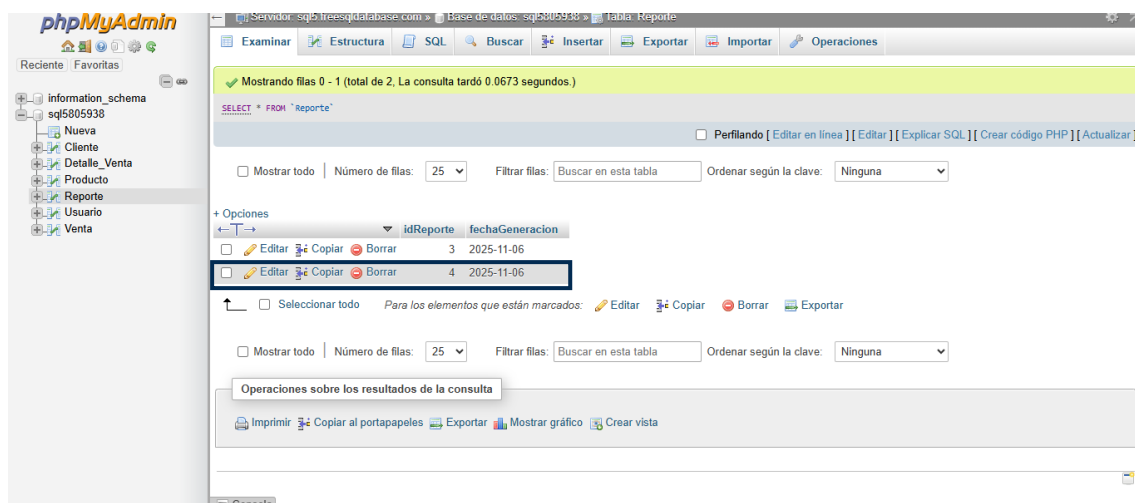 phpMyAdmin
Reciente Favoritas
information_schema
sql5805938
Nueva
Cliente
Detalle_Venta
Producto
Reporte
Usuario
Venta
Servidor: sql5.freesqldatabase.com » Base de datos: sql5805938 » Tabla: Reporte
Examinar Estructura SQL Buscar Insertar Exportar Importar Operaciones
Mostrando filas 0 - 1 (total de 2, La consulta tardó 0.0673 segundos.)
SELECT * FROM `Reporte`
Perfilando [ Editar en línea ] [ Editar ] [ Explicar SQL ] [ Crear código PHP ] [ Actualizar ]
Mostrar todo | Número de filas: 25 Filtrar filas: Buscar en esta tabla Ordenar según la clave: Ninguna
+ Opciones
←T→ idReporte fechaGeneracion
Editar Copiar Borrar 3 2025-11-06
Editar Copiar Borrar 4 2025-11-06
Seleccionar todo Para los elementos que están marcados: Editar Copiar Borrar Exportar
Mostrar todo | Número de filas: 25 Filtrar filas: Buscar en esta tabla Ordenar según la clave: Ninguna
Operaciones sobre los resultados de la consulta
Imprimir Copiar al portapapeles Exportar Mostrar gráfico Crear vista
Consola